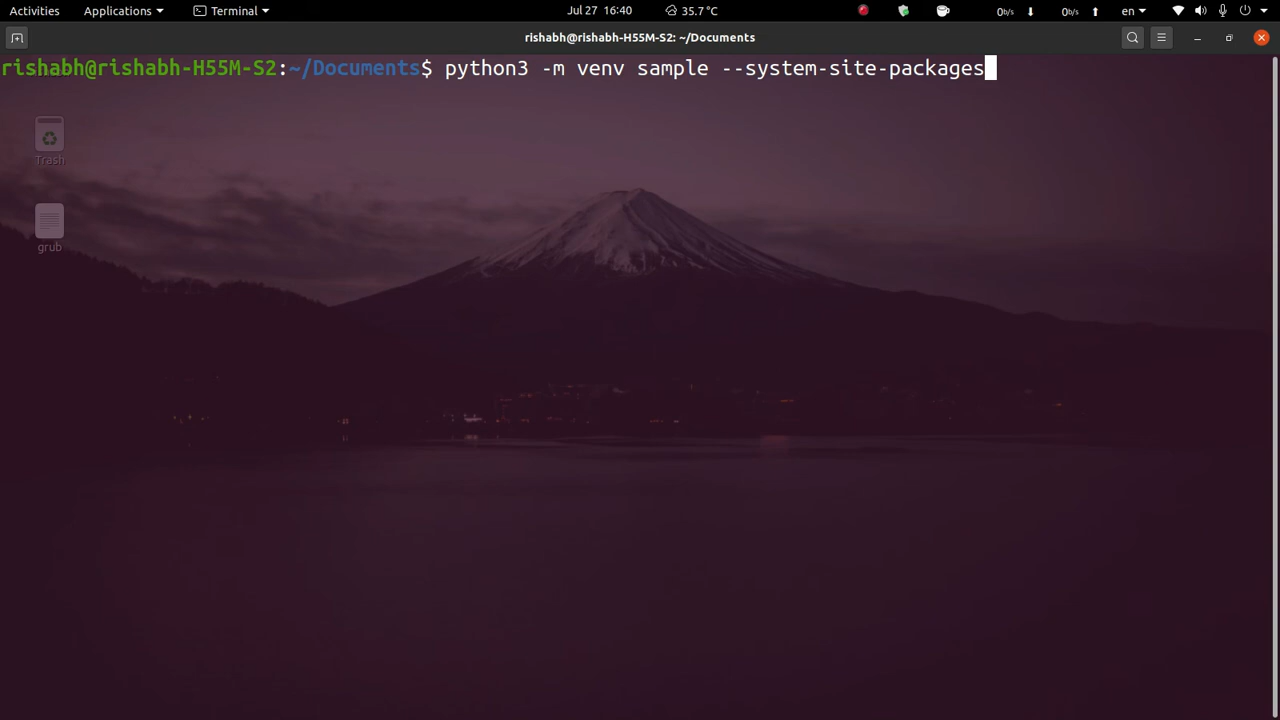 Activities Applications Terminal Jul 27 16:40 35.7°C 0b/s 0b/s en
rishabh@rishabh-H55M-S2: ~/Documents
rishabh@rishabh-H55M-S2:~/Documents$ python3 -m venv sample --system-site-packages
Trash
grub